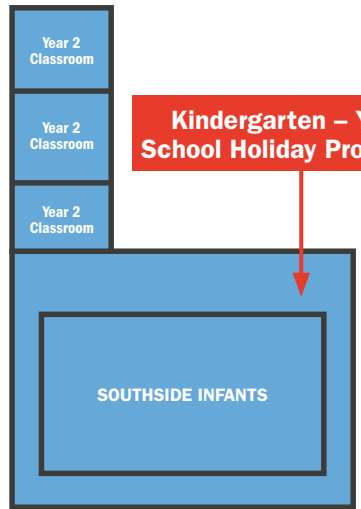 Year 2
Classroom
Year 2
Classroom
Kindergarten –
School Holiday
Year 2
Classroom
SOUTHSIDE INFANTS